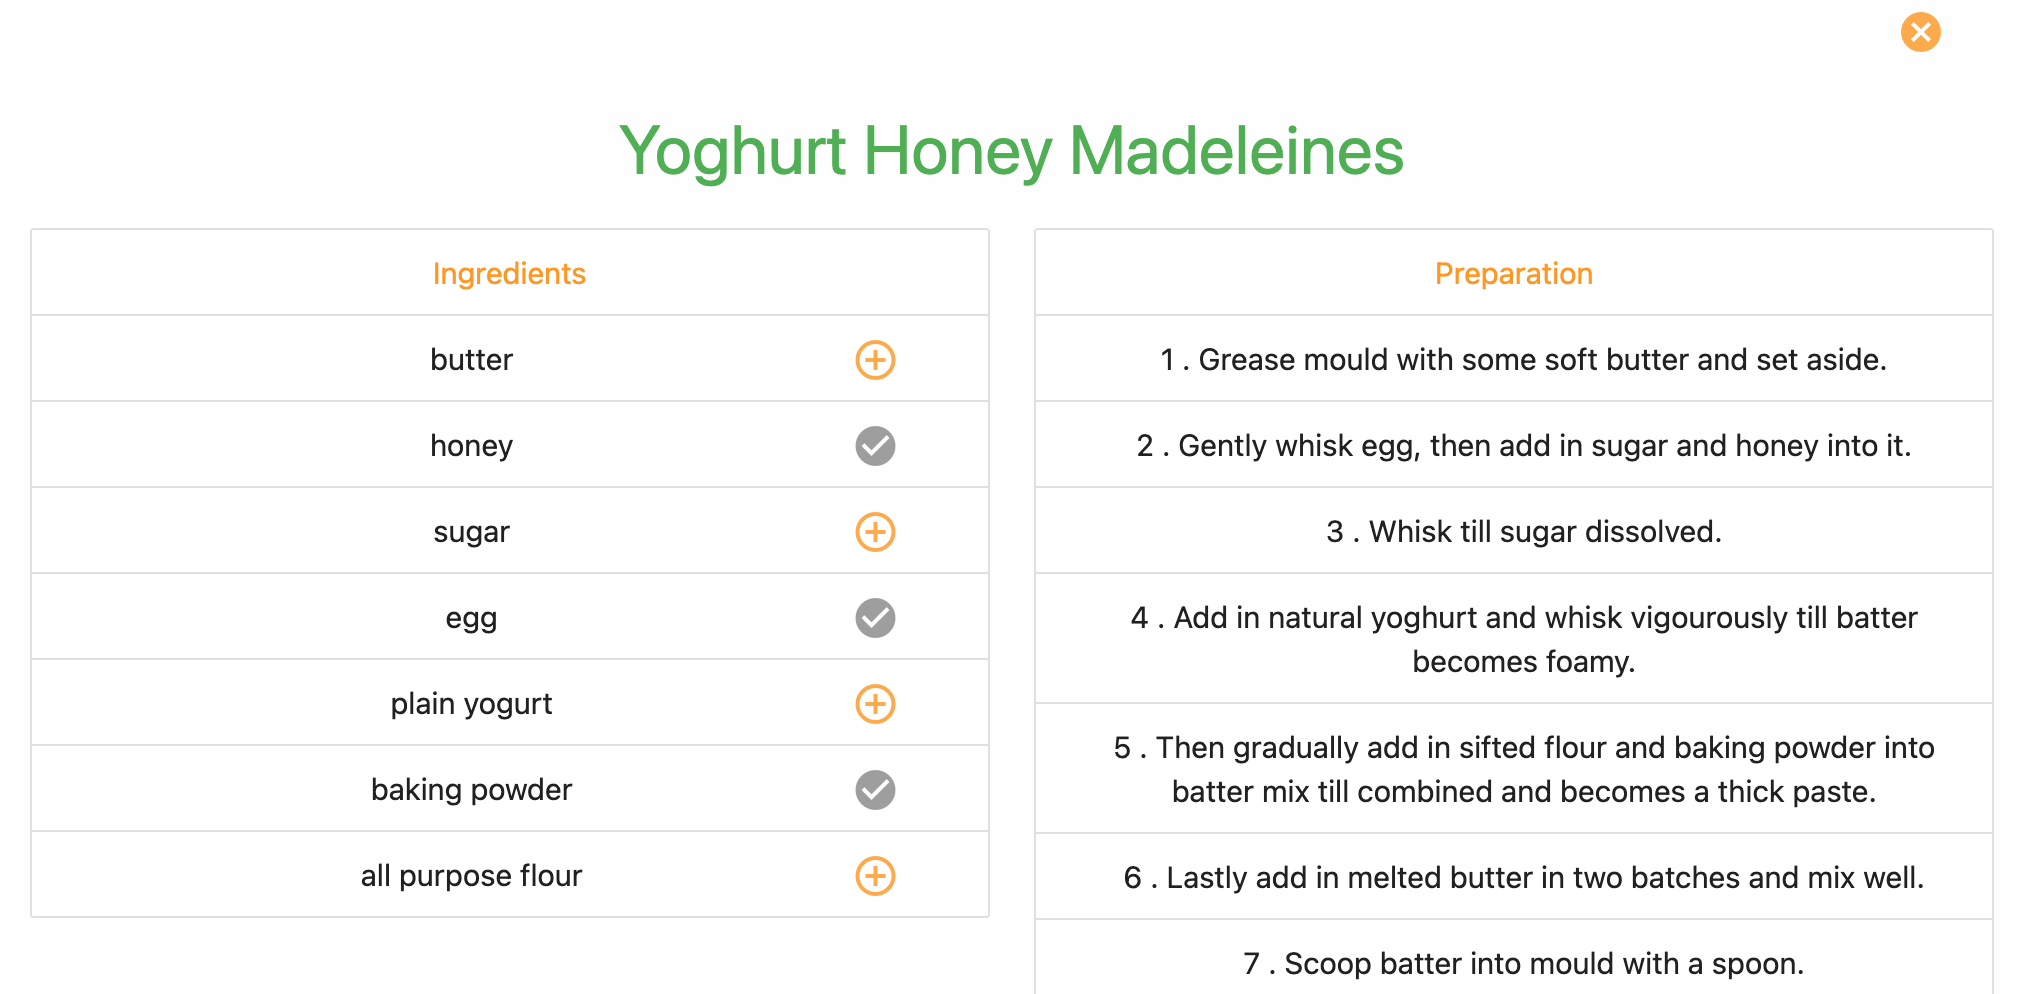 Yoghurt Honey Madeleines
Ingredients
butter
honey
sugar
egg
plain yogurt
baking powder
all purpose flour
Preparation
1 . Grease mould with some soft butter and set aside.
2 . Gently whisk egg, then add in sugar and honey into it.
3 . Whisk till sugar dissolved.
4 . Add in natural yoghurt and whisk vigourously till batter
becomes foamy.
5 . Then gradually add in sifted flour and baking powder into
batter mix till combined and becomes a thick paste.
6 . Lastly add in melted butter in two batches and mix well.
7 . Scoop batter into mould with a spoon.